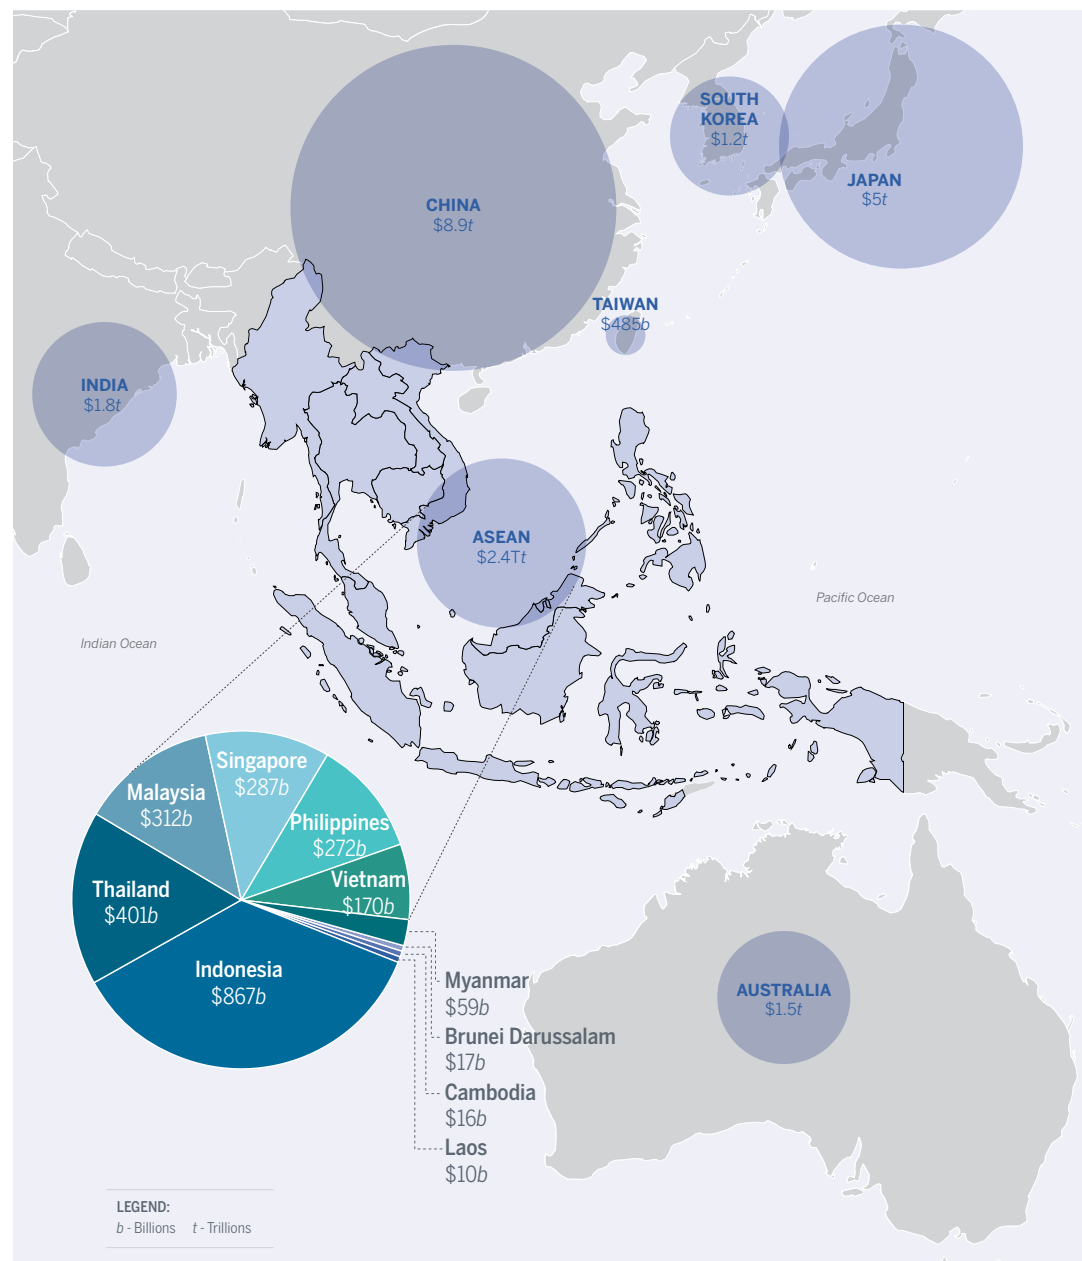 SOUTH
KOREA
$1.2t
JAPAN
$5t
CHINA
$8.9t
TAIWAN
$485b
INDIA
$1.8t
ASEAN
$2.4Tt
Pacific Ocean
Indian Ocean
Singapore
$287b
Malaysia
$312b
Philippines
$272b
Vietnam
$170b
Thailand
$401b
Indonesia
$867b
Myanmar
$59b
Brunei Darussalam
$17b
Cambodia
$16b
Laos
$10b
AUSTRALIA
$1.5t
LEGEND:
b - Billions t - Trillions